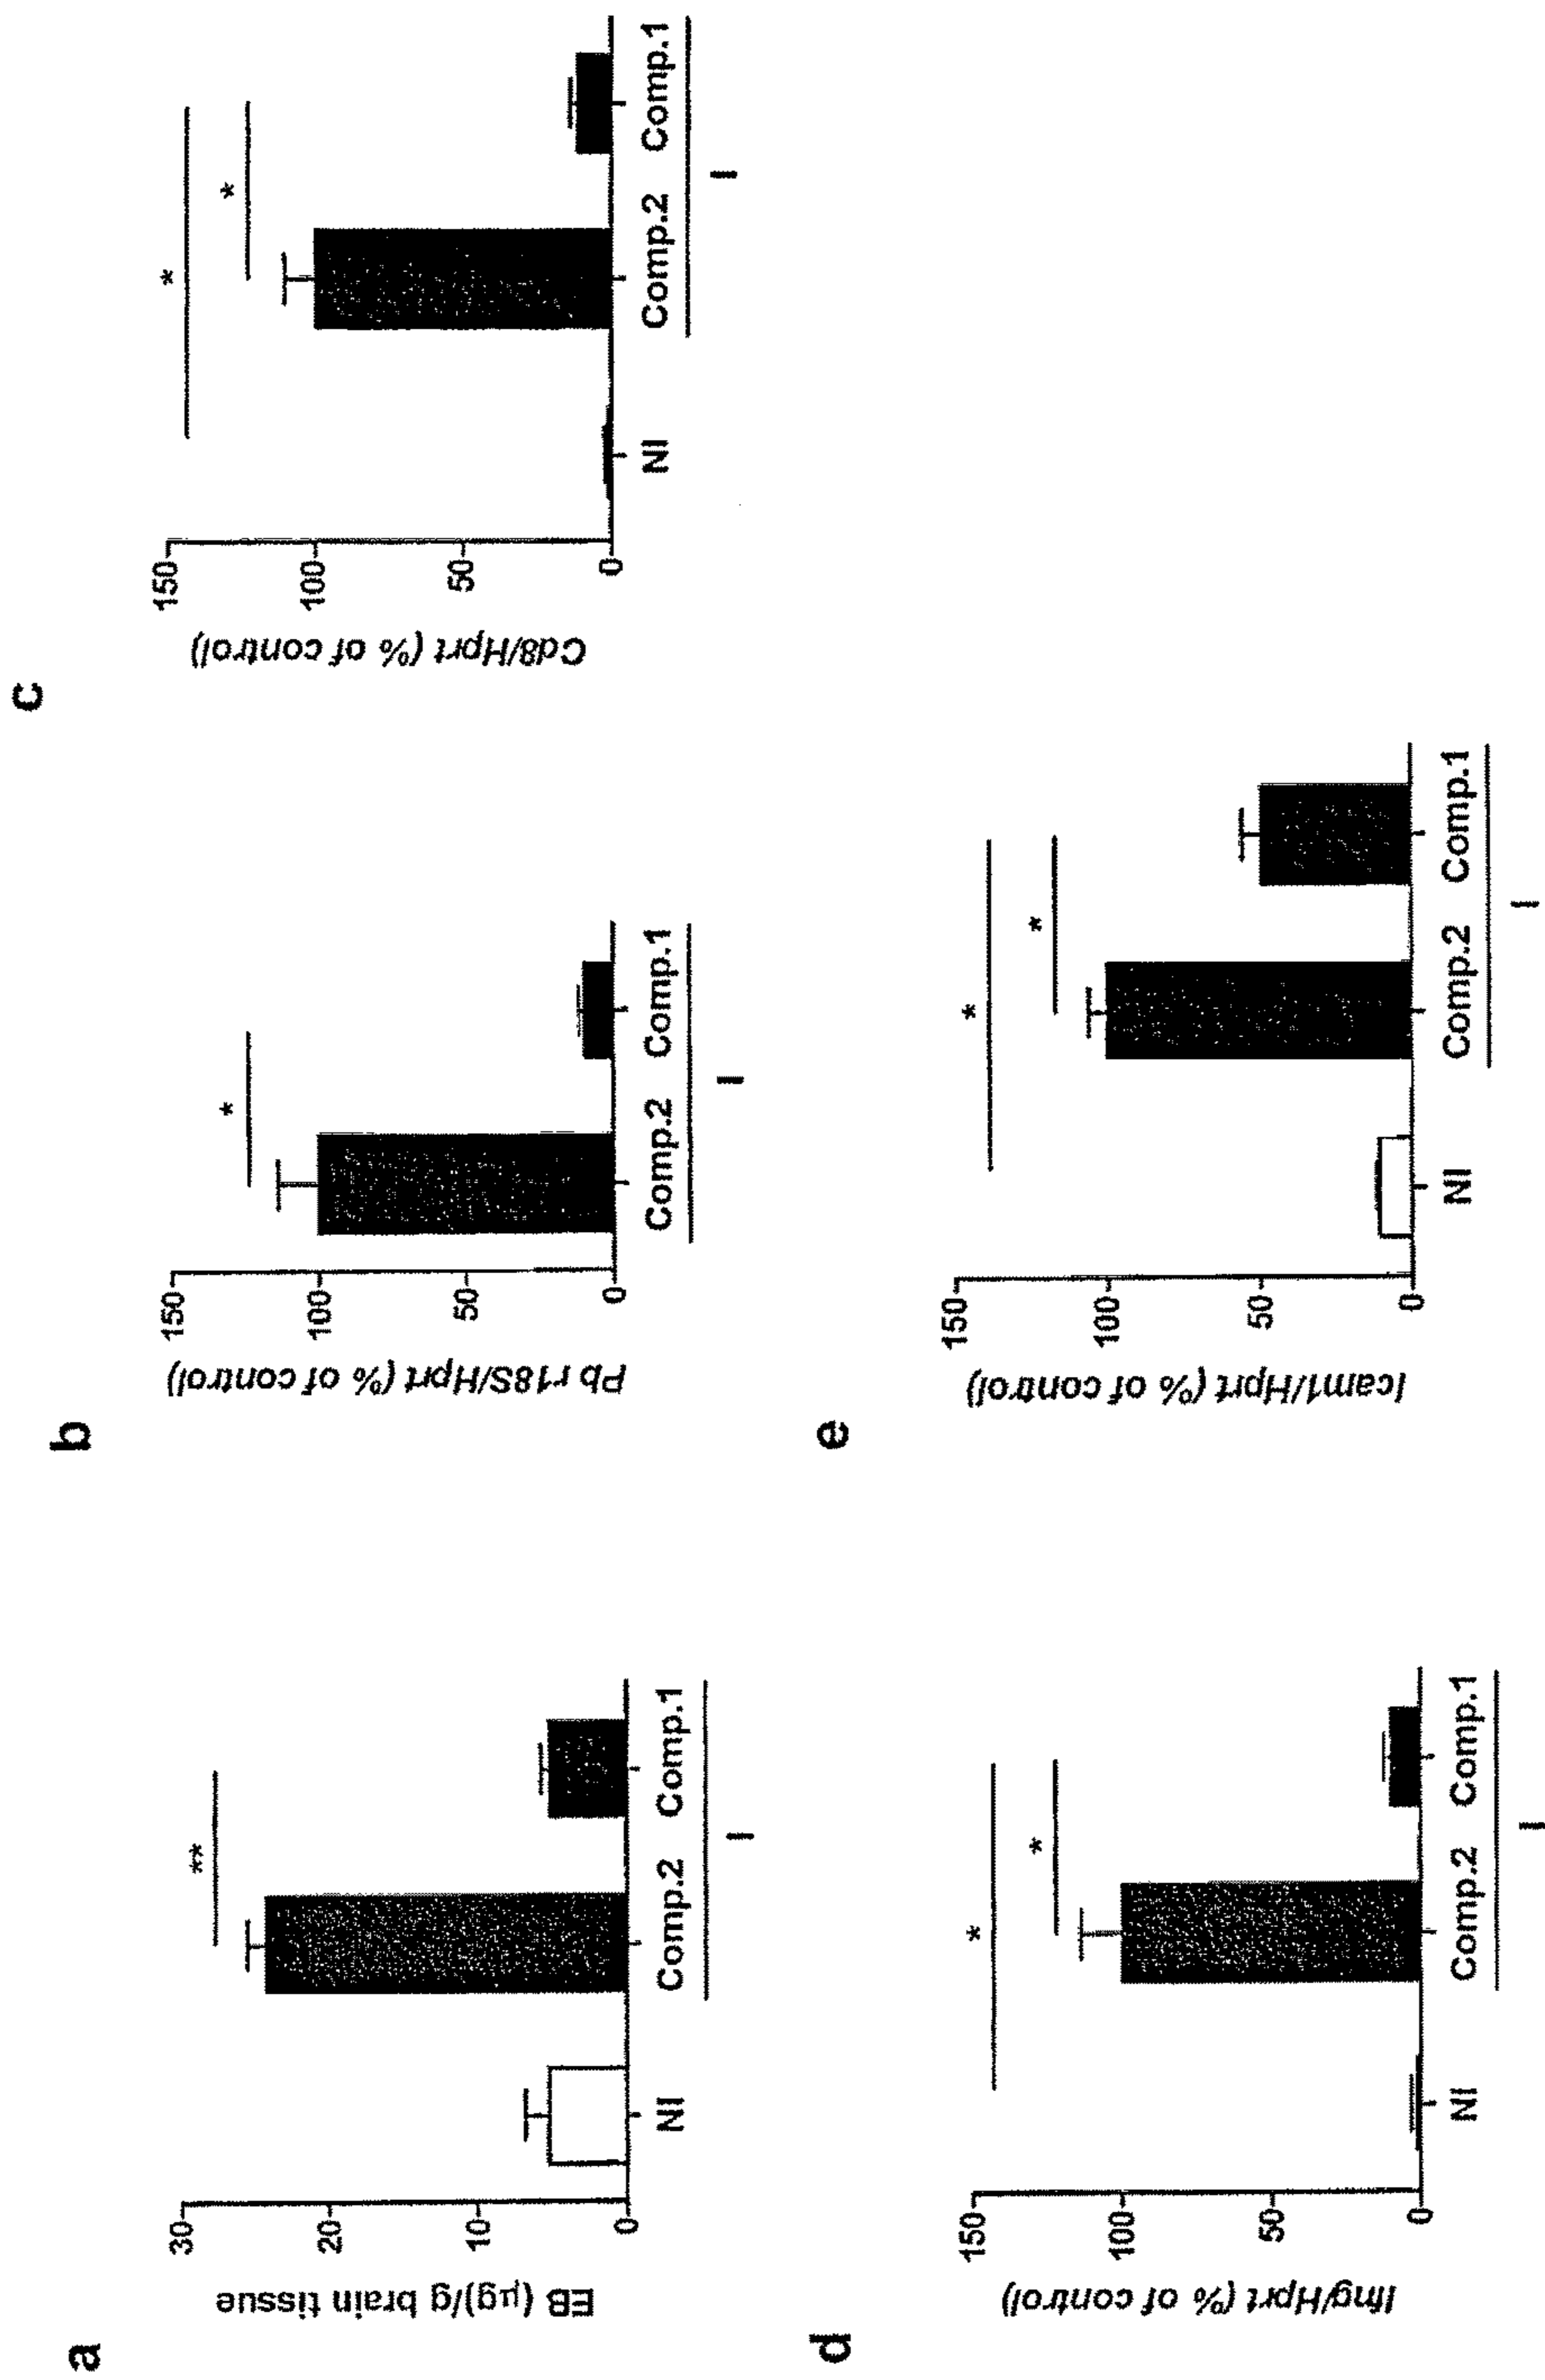 a
EB (µg)/g brain tissue
30
20
10
0
**
NI Comp.2 Comp.1
I
b
Pb r18S/Hprt (% of control)
150
100
50
0
*
Comp.2 Comp.1
I
c
Cd8/Hprt (% of control)
150
100
50
0
*
*
NI Comp.2 Comp.1
I
d
Ifng/Hprt (% of control)
150
100
50
0
*
*
NI Comp.2 Comp.1
I
e
Icam1/Hprt (% of control)
150
100
50
0
*
*
NI Comp.2 Comp.1
I